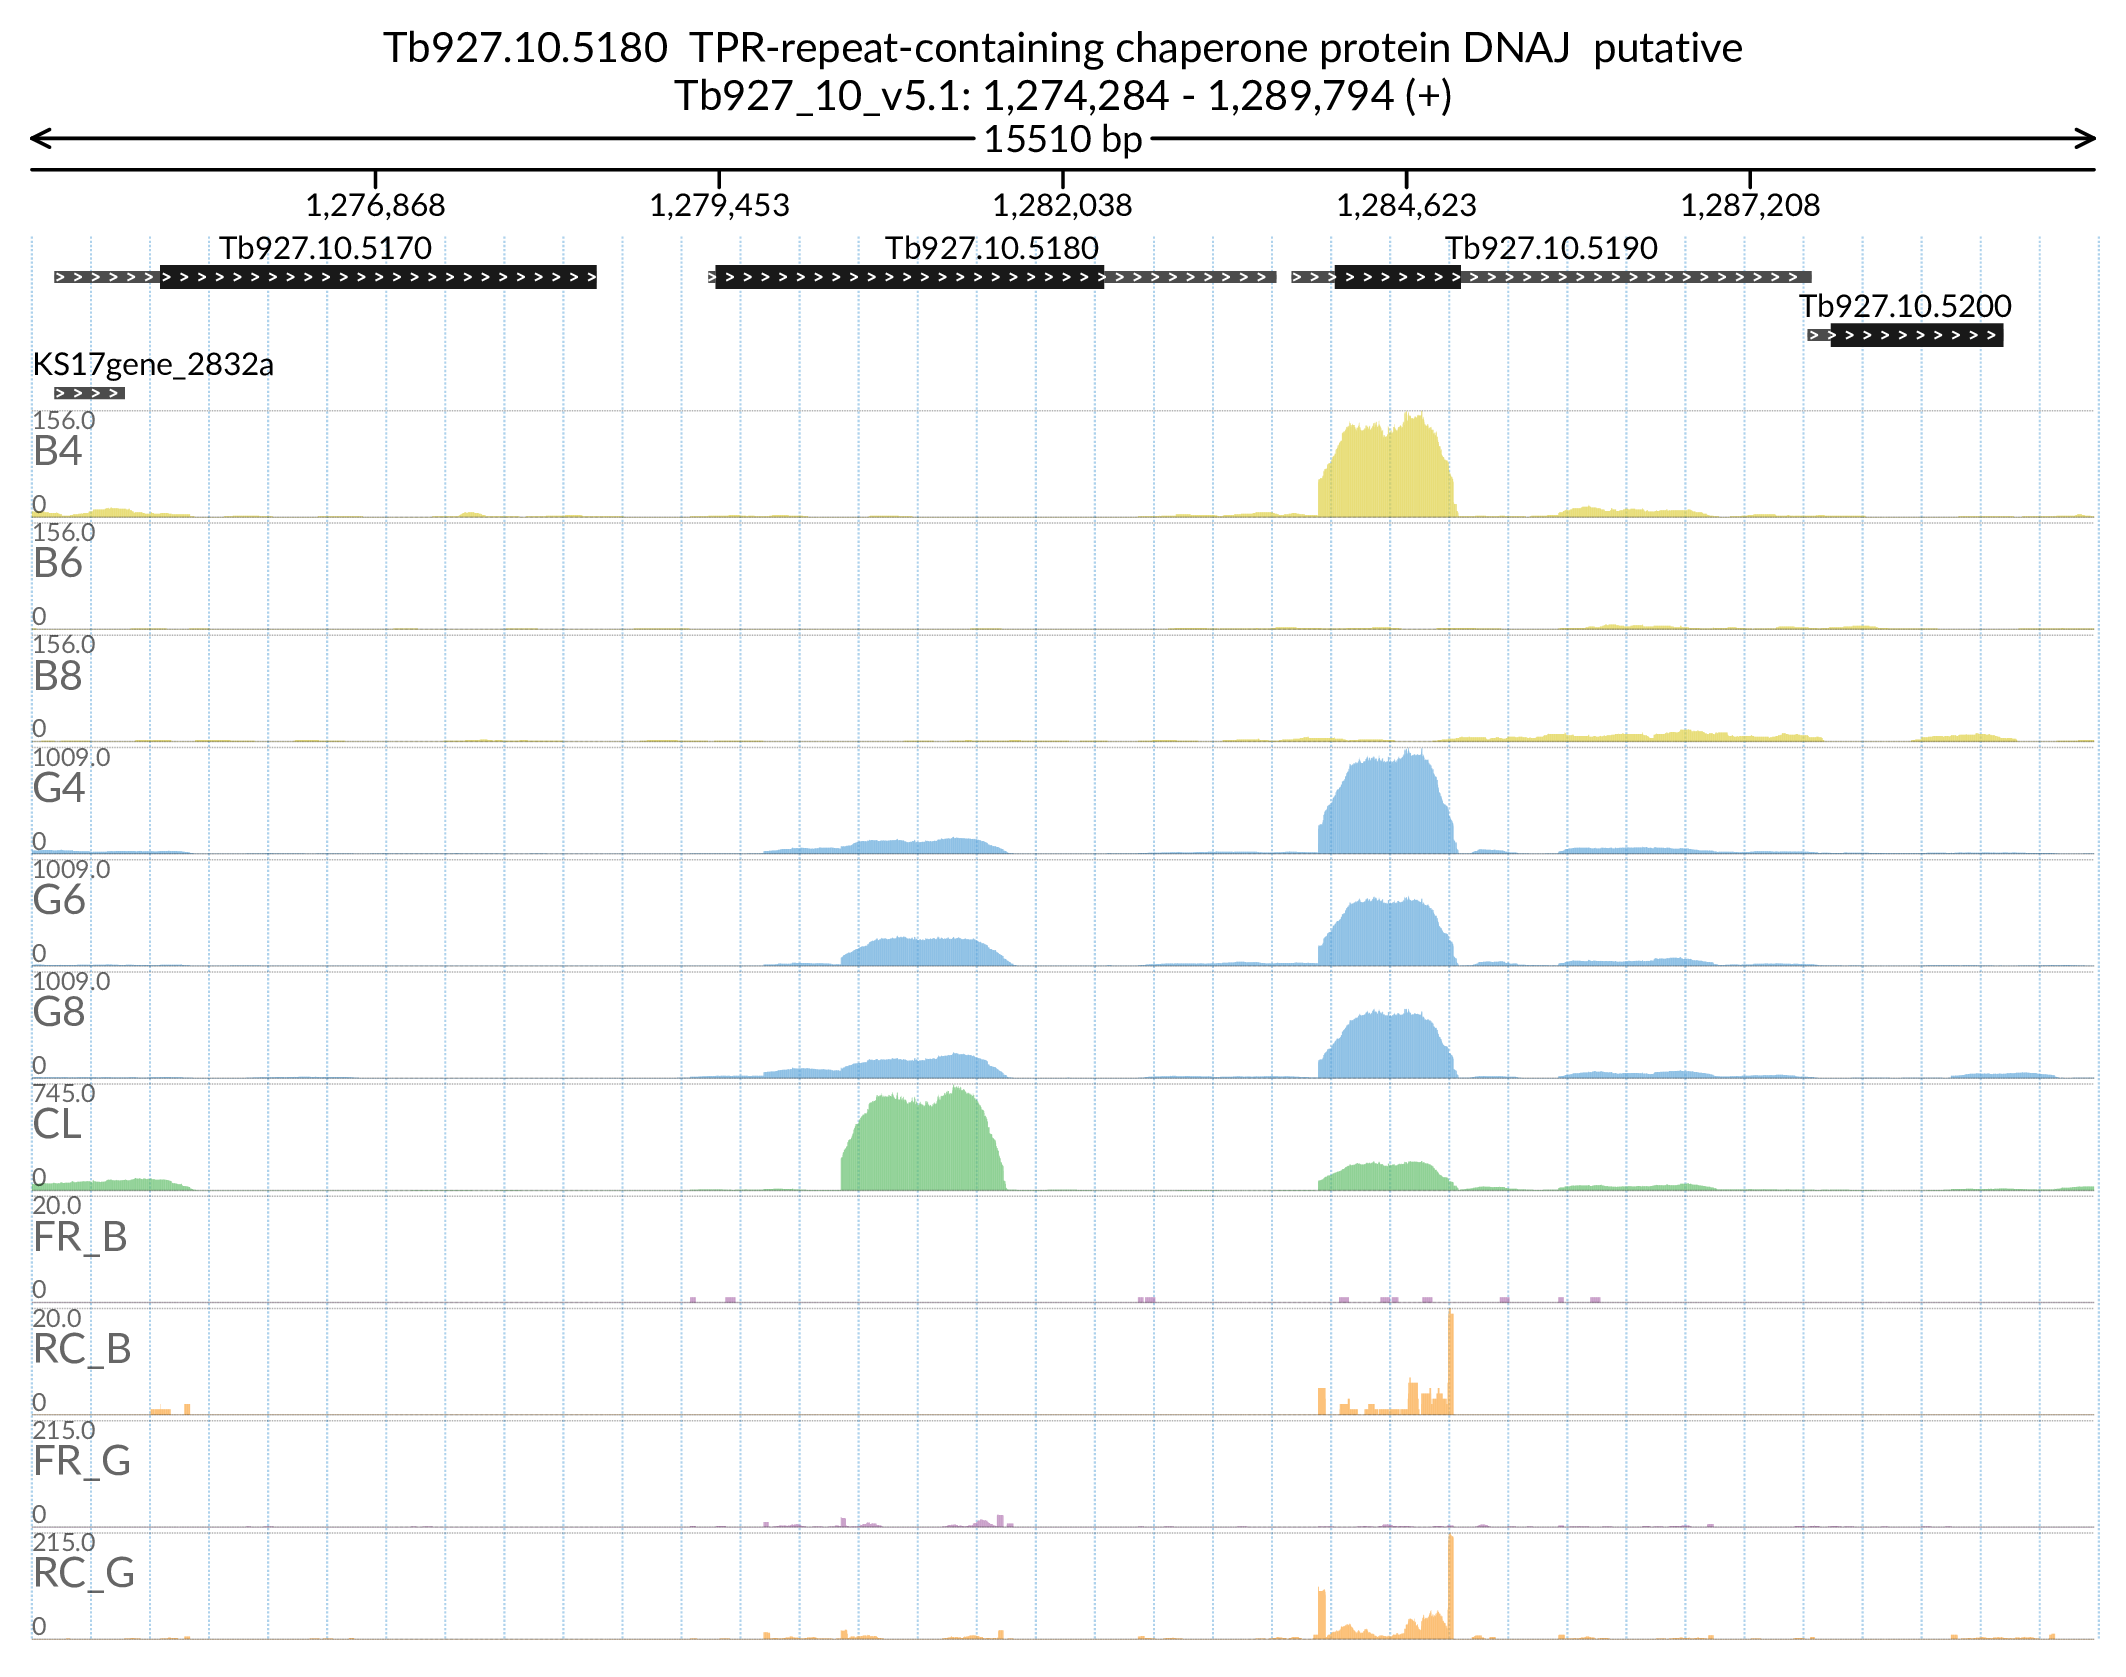 Tb927.10.5180  TPR-repeat-containing chaperone protein DNAJ  putative
Tb927_10_v5.1: 1,274,284 - 1,289,794 (+)
15510 bp
1,276,868 1,279,453 1,282,038 1,284,623 1,287,208
Tb927.10.5170 Tb927.10.5180 Tb927.10.5190
Tb927.10.5200
KS17gene_2832a
156.0
B4
0
156.0
B6
0
156.0
B8
0
1009.0
G4
0
1009.0
G6
0
1009.0
G8
0
745.0
CL
0
20.0
FR_B
0
20.0
RC_B
0
215.0
FR_G
0
215.0
RC_G
0